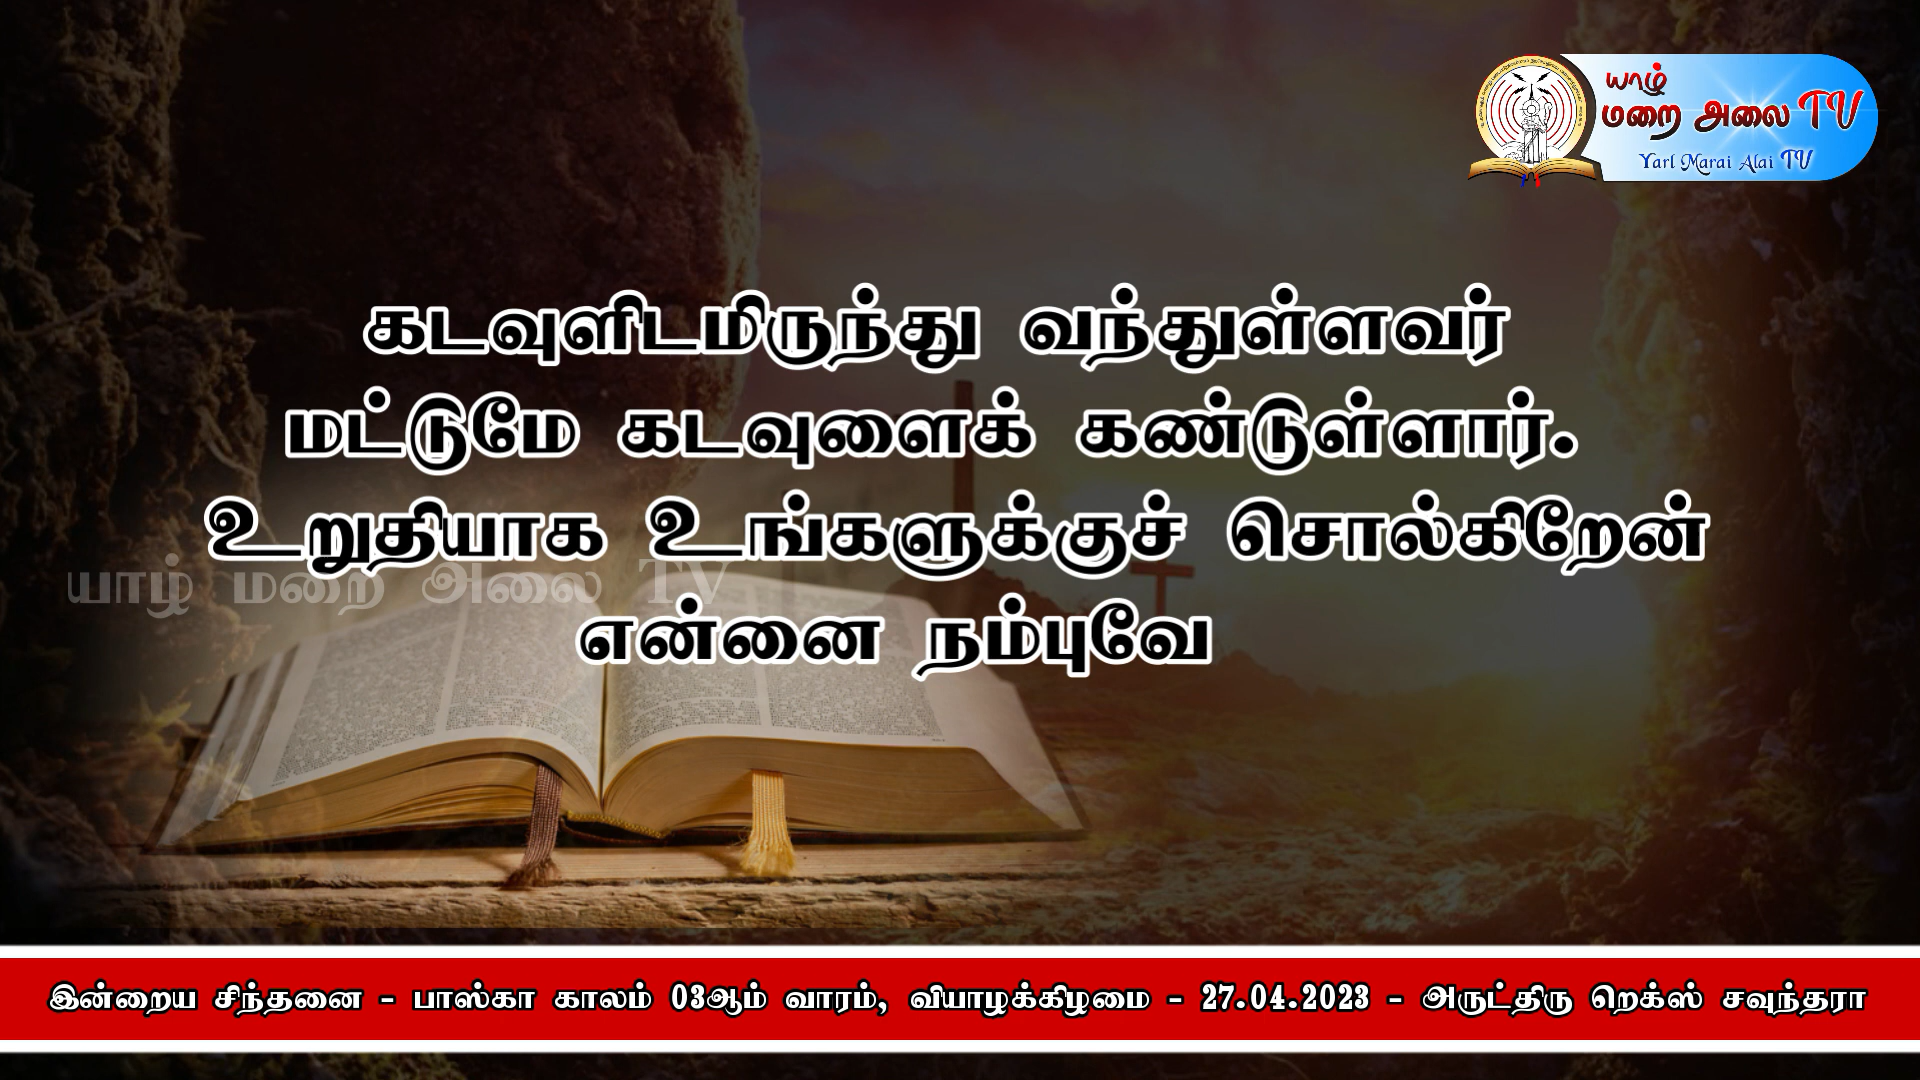 யாழ்
மறை அலை TV
Yarl Marai Alai TV
கடவுளிடமிருந்து வந்துள்ளவர்
மட்டுமே கடவுளைக் கண்டுள்ளார்.
உறுதியாக உங்களுக்குச் சொல்கிறேன்
என்னை நம்புவே
யாழ் மறை அலை TV
இன்றைய சிந்தனை - பாஸ்கா காலம் 03ஆம் வாரம், வியாழக்கிழமை - 27.04.2023 - அருட்திரு றெக்ஸ் சவுந்தரா